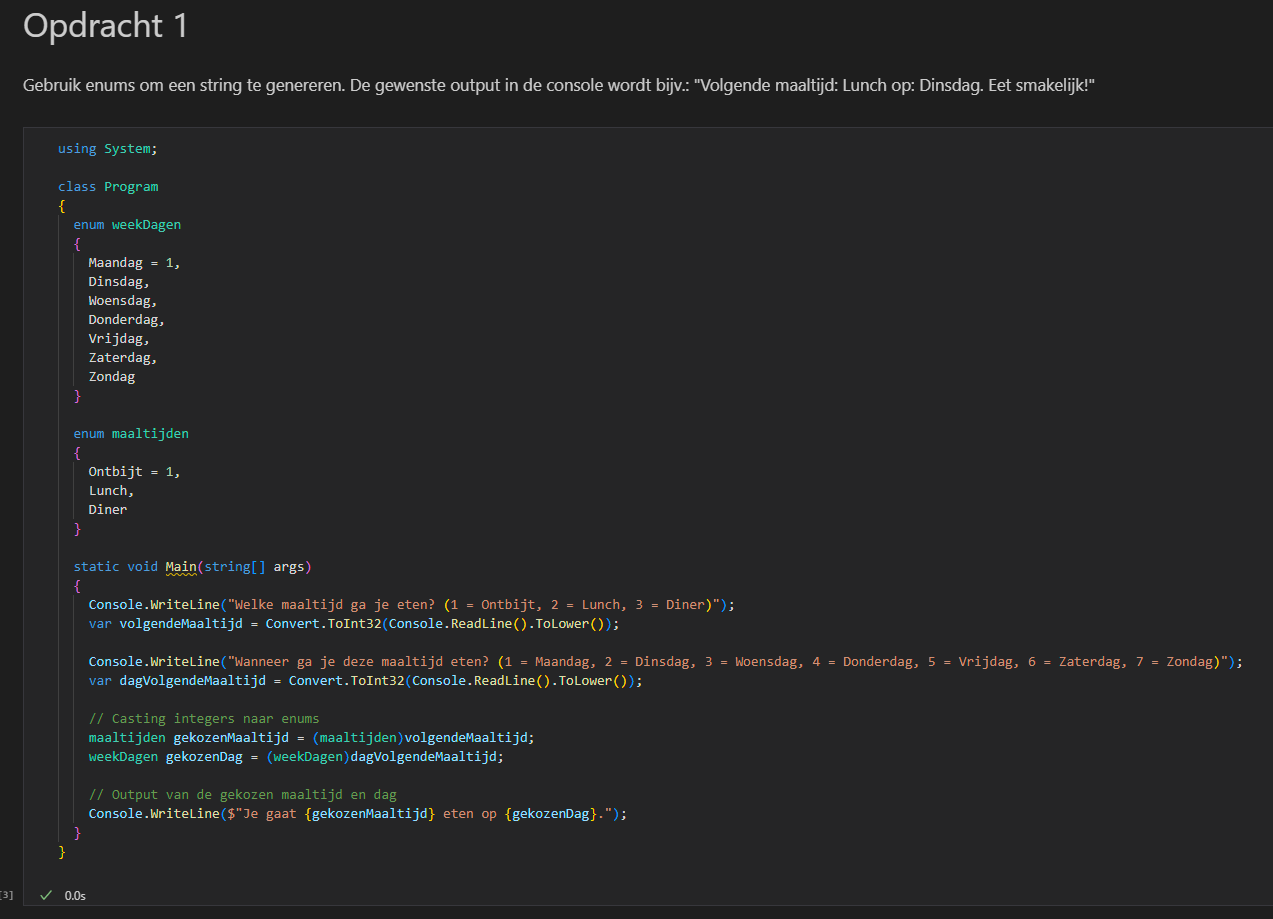 Opdracht 1
Gebruik enums om een string te genereren. De gewenste output in de console wordt bijv.: "Volgende maaltijd: Lunch op: Dinsdag. Eet smakelijk!"
using System;
class Program
{
enum weekDagen
{
Maandag = 1,
Dinsdag,
Woensdag,
Donderdag,
Vrijdag,
Zaterdag,
Zondag
}
enum maaltijden
{
Ontbijt = 1,
Lunch,
Diner
}
static void Main(string[] args)
{
Console.WriteLine("Welke maaltijd ga je eten? (1 = Ontbijt, 2 = Lunch, 3 = Diner)");
var volgendeMaaltijd = Convert.ToInt32(Console.ReadLine().ToLower());
Console.WriteLine("Wanneer ga je deze maaltijd eten? (1 = Maandag, 2 = Dinsdag, 3 = Woensdag, 4 = Donderdag, 5 = Vrijdag, 6 = Zaterdag, 7 = Zondag)");
var dagVolgendeMaaltijd = Convert.ToInt32(Console.ReadLine().ToLower());
// Casting integers naar enums
maaltijden gekozenMaaltijd = (maaltijden)volgendeMaaltijd;
weekDagen gekozenDag = (weekDagen)dagVolgendeMaaltijd;
// Output van de gekozen maaltijd en dag
Console.WriteLine($"Je gaat {gekozenMaaltijd} eten op {gekozenDag}.");
}
}
[3] ✓ 0.0s